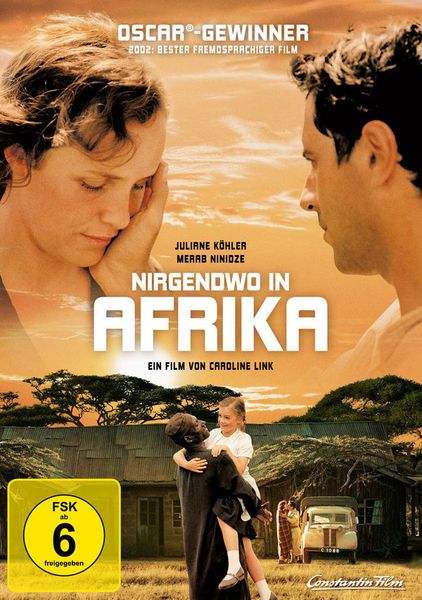 OSCAR®-GEWINNER
2002: BESTER FREMDSPRACHIGER FILM
JULIANE KÖHLER
MERAB NINIDZE
NIRGENDWO IN
AFRIKA
EIN FILM VON CAROLINE LINK
FSK
ab
6
freigegeben
C 1088
Constantin Film